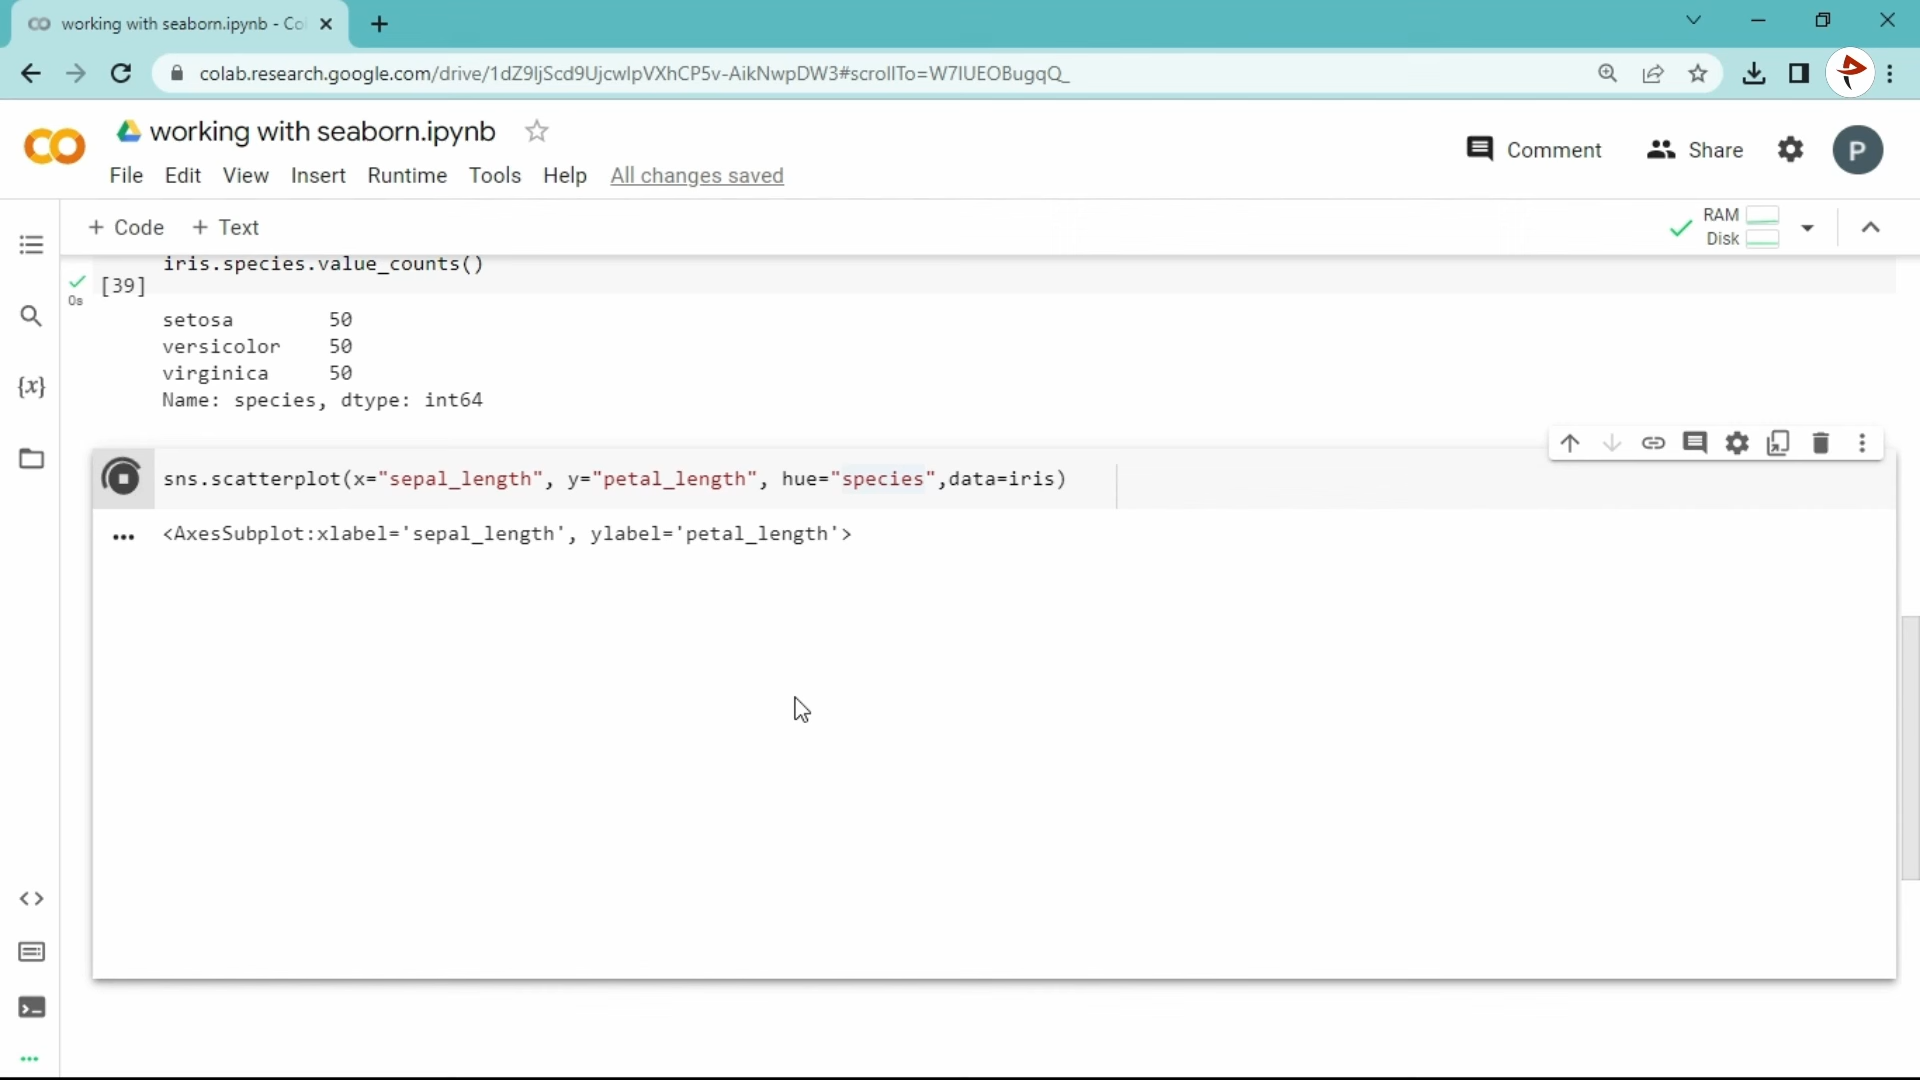 working with seaborn.ipynb - Co
colab.research.google.com/drive/1dZ9ljScd9UjcwlpVXhCP5v-AikNwpDW3#scrollTo=W7IUEOBugqQ_
working with seaborn.ipynb
Comment
Share
P
File Edit View Insert Runtime Tools Help All changes saved
+ Code + Text
RAM
Disk
iris.species.value_counts()
[39]
0s
setosa 50
versicolor 50
virginica 50
Name: species, dtype: int64
sns.scatterplot(x="sepal_length", y="petal_length", hue="species",data=iris)
<AxesSubplot:xlabel='sepal_length', ylabel='petal_length'>